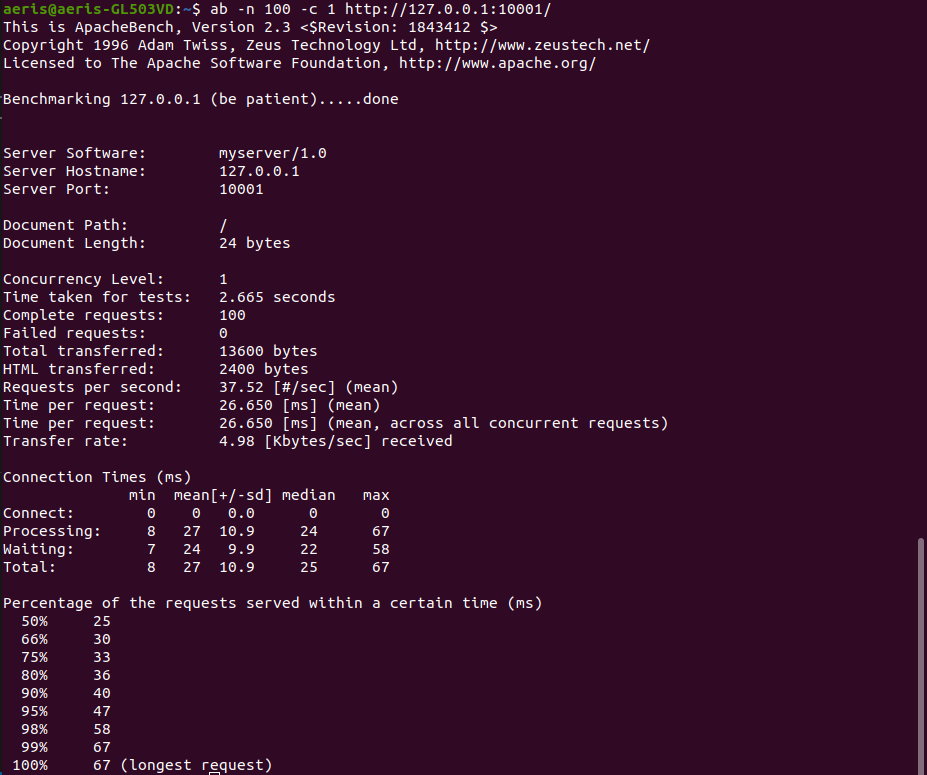 aeris@aeris-GL503VD:~$ ab -n 100 -c 1 http://127.0.0.1:10001/
This is ApacheBench, Version 2.3 <$Revision: 1843412 $>
Copyright 1996 Adam Twiss, Zeus Technology Ltd, http://www.zeustech.net/
Licensed to The Apache Software Foundation, http://www.apache.org/

Benchmarking 127.0.0.1 (be patient).....done


Server Software:        myserver/1.0
Server Hostname:        127.0.0.1
Server Port:            10001

Document Path:          /
Document Length:        24 bytes

Concurrency Level:      1
Time taken for tests:   2.665 seconds
Complete requests:      100
Failed requests:        0
Total transferred:      13600 bytes
HTML transferred:       2400 bytes
Requests per second:    37.52 [#/sec] (mean)
Time per request:       26.650 [ms] (mean)
Time per request:       26.650 [ms] (mean, across all concurrent requests)
Transfer rate:          4.98 [Kbytes/sec] received

Connection Times (ms)
              min  mean[+/-sd] median   max
Connect:        0    0   0.0      0       0
Processing:     8   27  10.9     24      67
Waiting:        7   24   9.9     22      58
Total:          8   27  10.9     25      67

Percentage of the requests served within a certain time (ms)
  50%     25
  66%     30
  75%     33
  80%     36
  90%     40
  95%     47
  98%     58
  99%     67
 100%     67 (longest request)